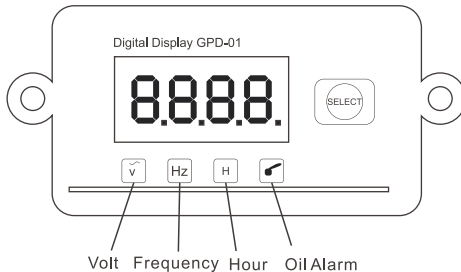 Digital Display GPD-01
8.8.8.8.
SELECT
V Hz H
Volt Frequency Hour Oil Alarm